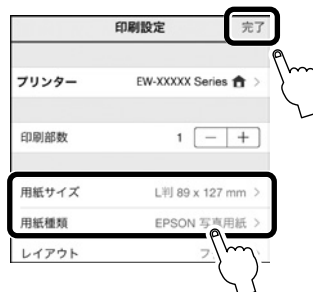 印刷設定 完了
プリンター EW-XXXXX Series >
印刷部数 1 − +
用紙サイズ L判 89 x 127 mm >
用紙種類 EPSON 写真用紙 >
レイアウト フ